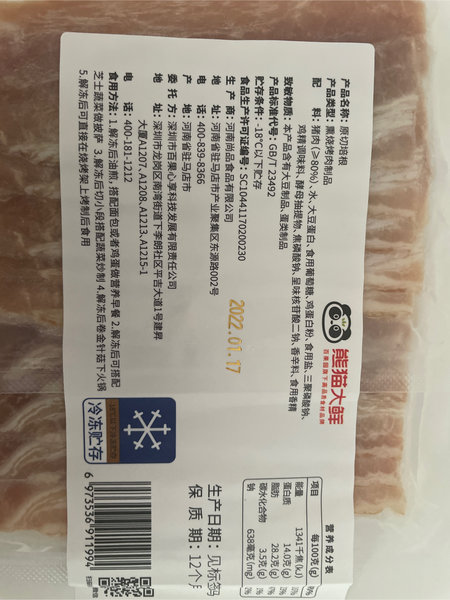 熊猫大鲜
百果园旗下高品质食材品牌
产品名称:原切培根
产品类型:熏烧烤肉制品
配 料:猪肉(≥80%)、水、大豆蛋白、食用葡萄糖、鸡蛋白粉、食用盐、三聚磷酸钠、
鸡精调味料、酵母抽提物、焦磷酸钠、呈味核苷酸二钠、香辛料、食用香精
致敏物质:本产品含有大豆制品、蛋类制品
产品标准代号:GB/T 23492
贮存条件:-18℃以下贮存
食品生产许可证编号:SC10441170200230
生 产 商:河南尚品食品有限公司
地 址:河南省驻马店市产业聚集区东源路002号
产 地:河南省驻马店市
电 话:400-839-8366
委 托 方:深圳市百果心享科技发展有限责任公司
地 址:深圳市龙岗区南湾街道下李朗社区平吉大道1号建昇
大厦A1207、A1208、A1213、A1215-1
电 话:400-181-1212
食用方法:1.解冻后油煎,搭配面包或者鸡蛋做营养早餐 2.解冻后可搭配
芝士蔬菜做披萨 3.解冻后切小段搭配蔬菜炒制 4.解冻后卷金针菇下火锅
5.解冻后可直接在烧烤架上烤制后食用
2022.01.17
冷冻贮存
营养成分表
项目 每100克(g)
能量 1341千焦(kJ)
蛋白质 14.0克(g)
脂肪 28.2克(g)
碳水化合物 3.5克(g)
钠 638毫克(mg)
生产日期:见标码
保 质 期:12个月
6 973536 911994